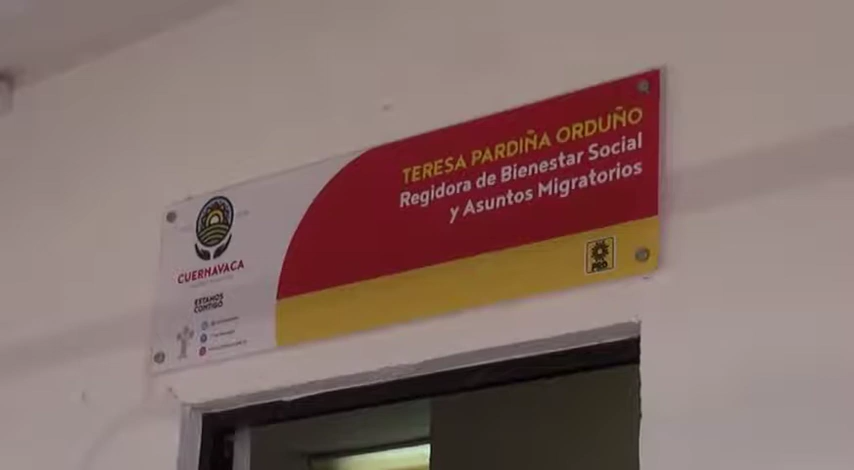 TERESA PARDIÑA ORDUÑO
Regidora de Bienestar Social
y Asuntos Migratorios
CUERNAVACA
ESTAMOS
CONTIGO
PRD